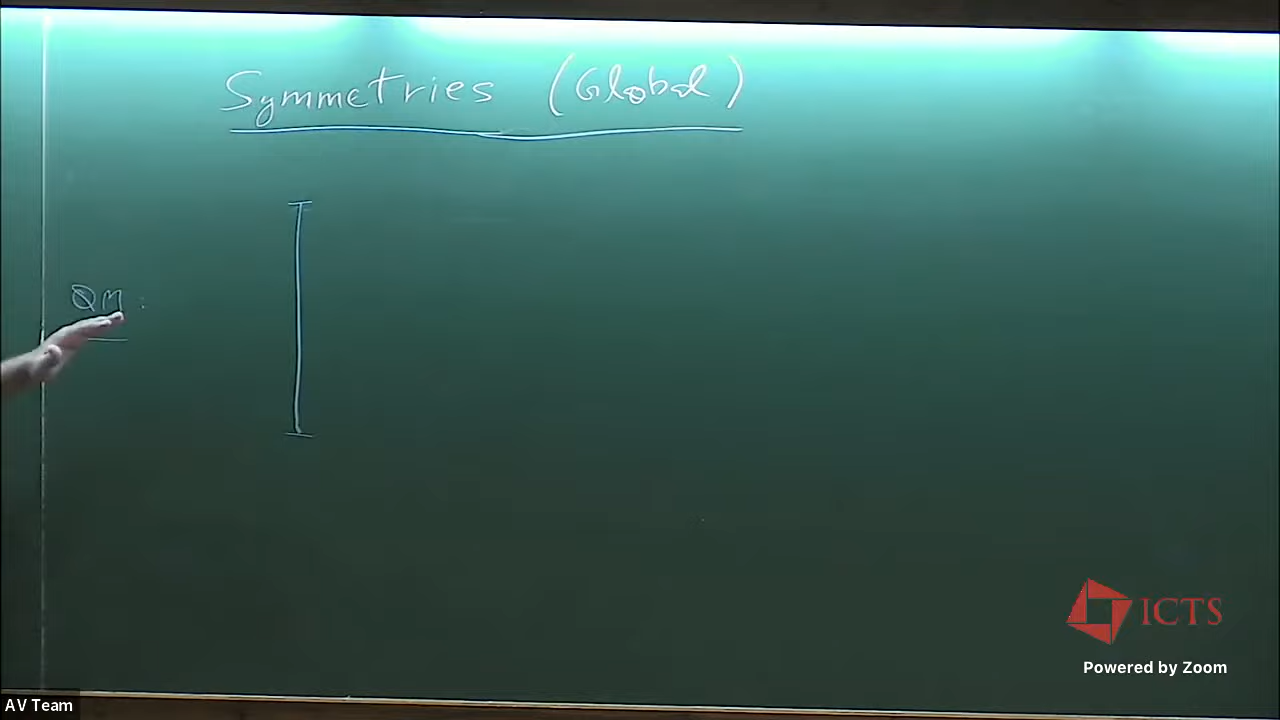 Symmetries (Global)
QM :
ICTS
Powered by Zoom
AV Team